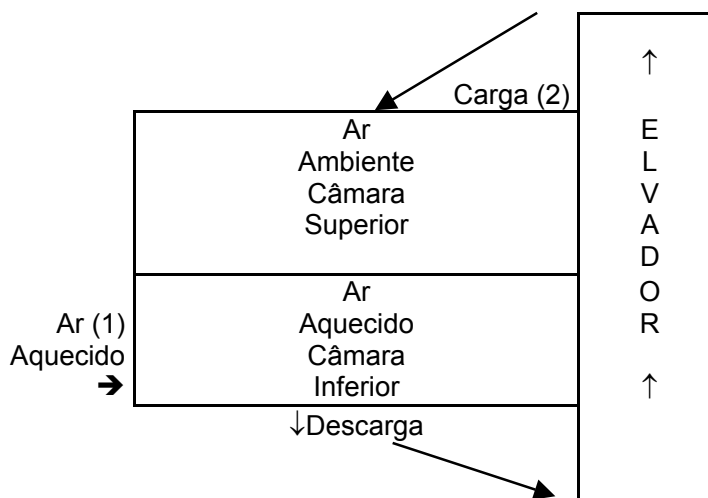 Carga (2)
Ar
Ambiente
Câmara
Superior
Ar
Aquecido
Câmara
Inferior
Ar (1)
Aquecido
➔
↓Descarga
↑
E
L
V
A
D
O
R
↑